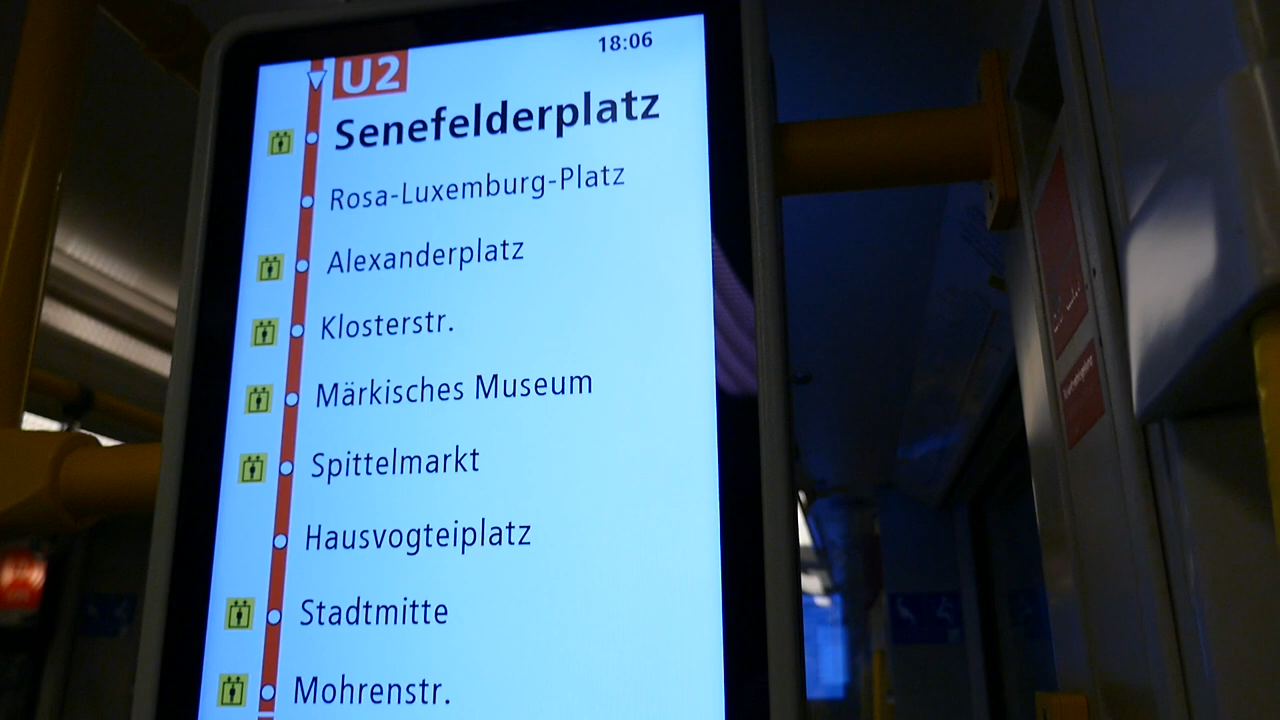 18:06
U2
Senefelderplatz
Rosa-Luxemburg-Platz
Alexanderplatz
Klosterstr.
Märkisches Museum
Spittelmarkt
Hausvogteiplatz
Stadtmitte
Mohrenstr.